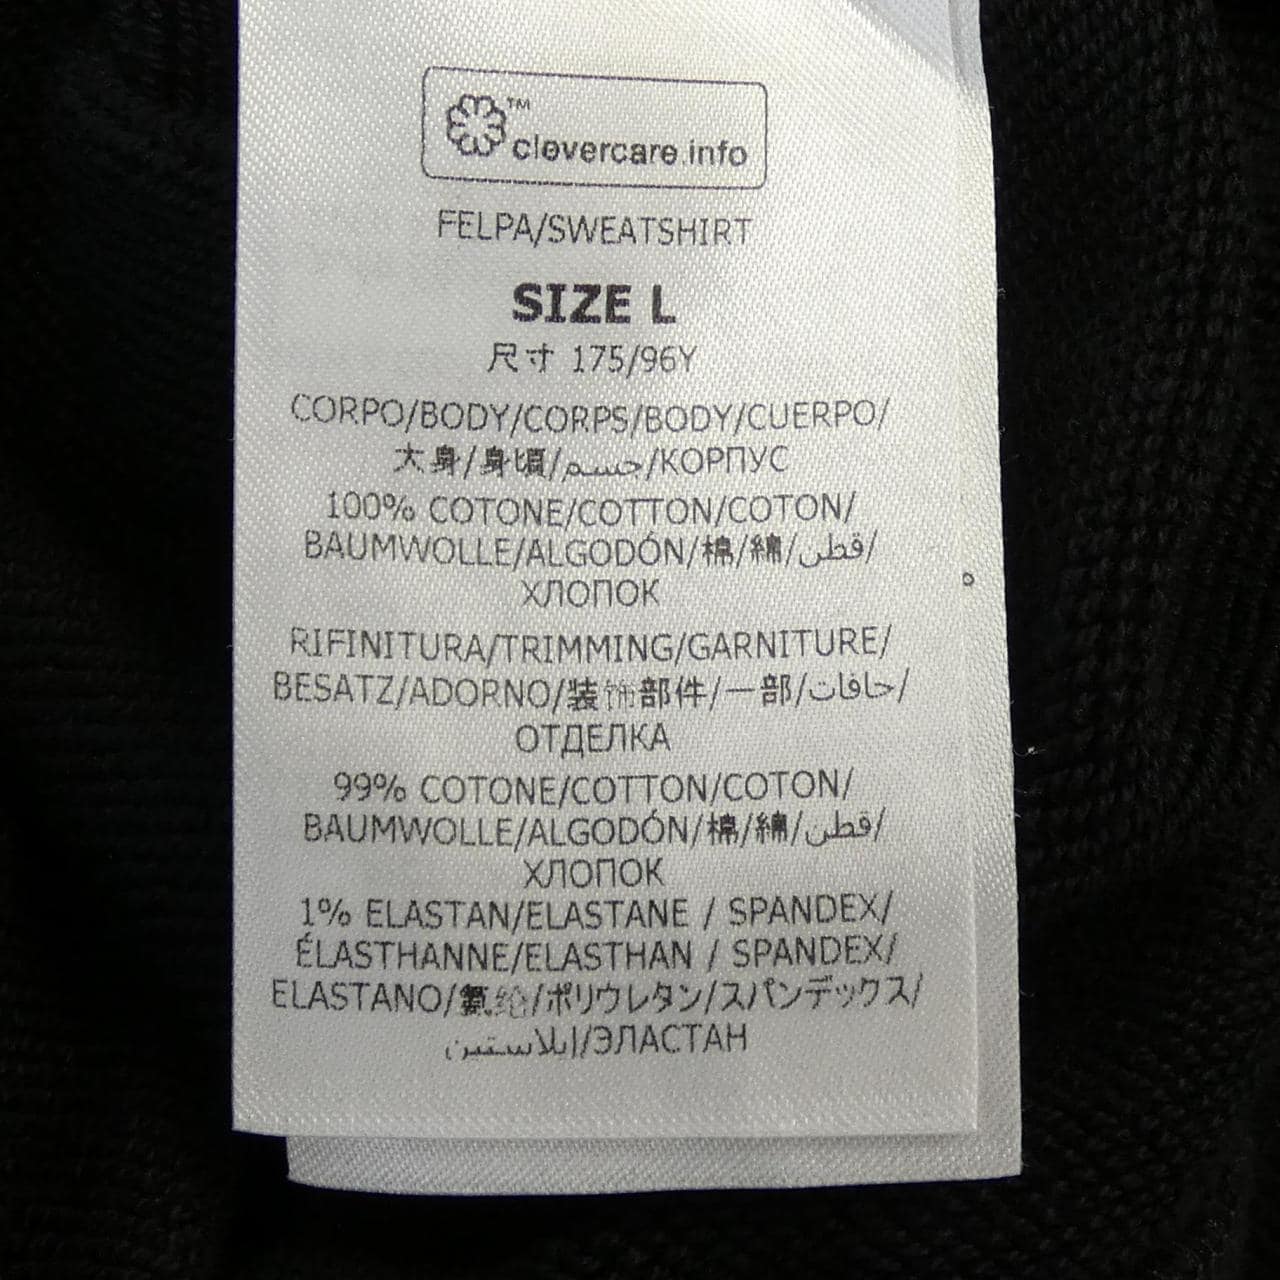 ™
clevercare.info
FELPA/SWEATSHIRT
SIZE L
尺寸 175/96Y
CORPO/BODY/CORPS/BODY/CUERPO/
大身/身頃/جسم/КОРПУС
100% COTONE/COTTON/COTON/
BAUMWOLLE/ALGODÓN/棉/綿/قطن/
ХЛОПОК
RIFINITURA/TRIMMING/GARNITURE/
BESATZ/ADORNO/装饰部件/一部/حافات/
ОТДЕЛКА
99% COTONE/COTTON/COTON/
BAUMWOLLE/ALGODÓN/棉/綿/قطن/
ХЛОПОК
1% ELASTAN/ELASTANE / SPANDEX/
ÉLASTHANNE/ELASTHAN / SPANDEX/
ELASTANO/氨纶/ポリウレタン/スパンデックス/
إيلاستين/ЭЛАСТАН